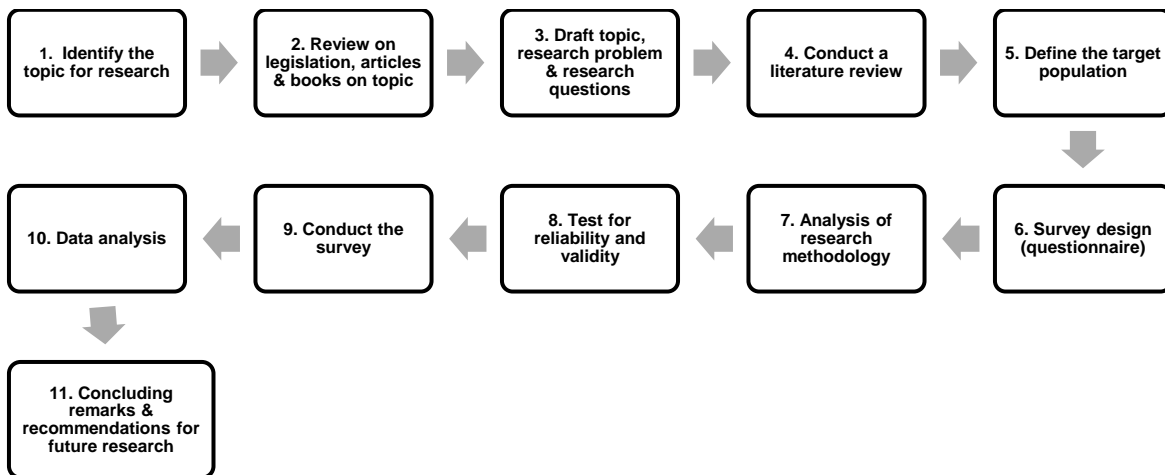 1. Identify the
topic for research
2. Review on
legislation, articles
& books on topic
3. Draft topic,
research problem
& research
questions
4. Conduct a
literature review
5. Define the target
population
6. Survey design
(questionnaire)
7. Analysis of
research
methodology
8. Test for
reliability and
validity
9. Conduct the
survey
10. Data analysis
11. Concluding
remarks &
recommendations for
future research